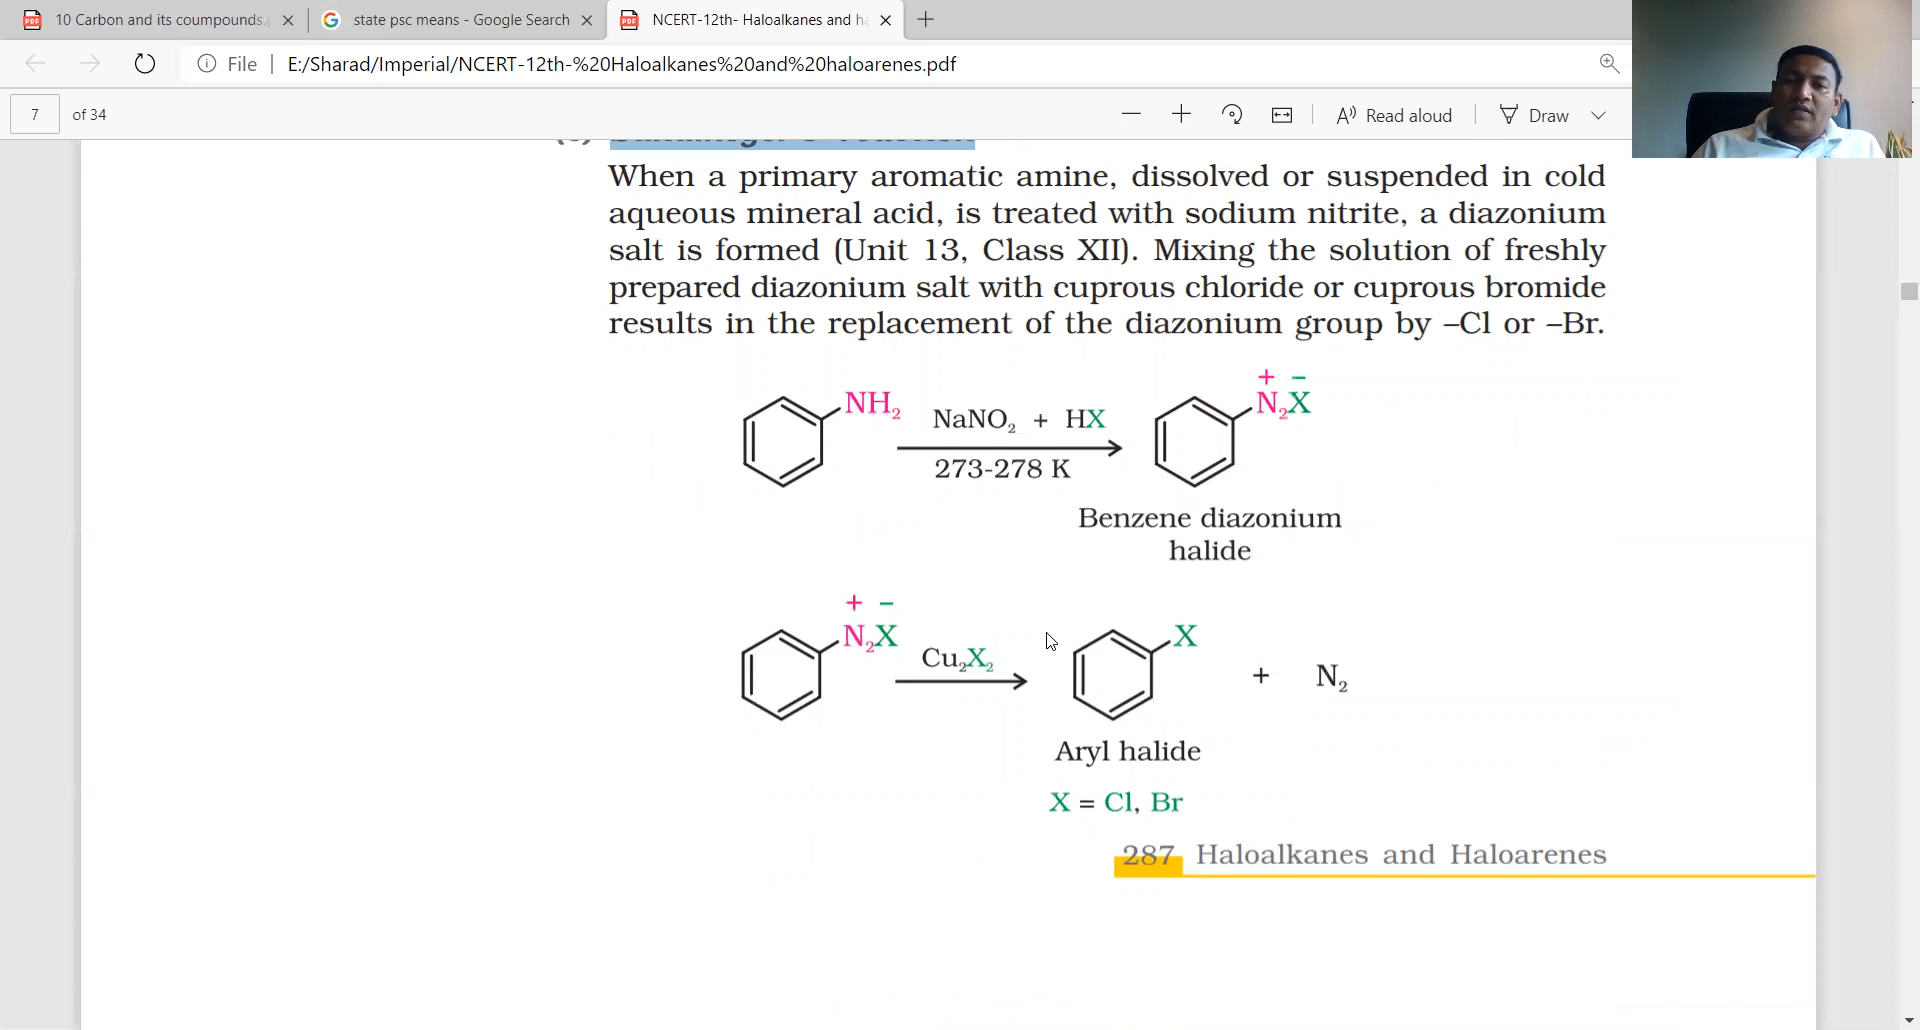 10 Carbon and its coumpounds.
state psc means - Google Search
NCERT-12th- Haloalkanes and ha
File
E:/Sharad/Imperial/NCERT-12th-%20Haloalkanes%20and%20haloarenes.pdf
7 of 34
Read aloud
Draw
When a primary aromatic amine, dissolved or suspended in cold
aqueous mineral acid, is treated with sodium nitrite, a diazonium
salt is formed (Unit 13, Class XII). Mixing the solution of freshly
prepared diazonium salt with cuprous chloride or cuprous bromide
results in the replacement of the diazonium group by –Cl or –Br.
+ −
NH₂ NaNO₂ + HX N₂X
273-278 K
Benzene diazonium
halide
+ −
N₂X Cu₂X₂ X + N₂
Aryl halide
X = Cl, Br
287 Haloalkanes and Haloarenes